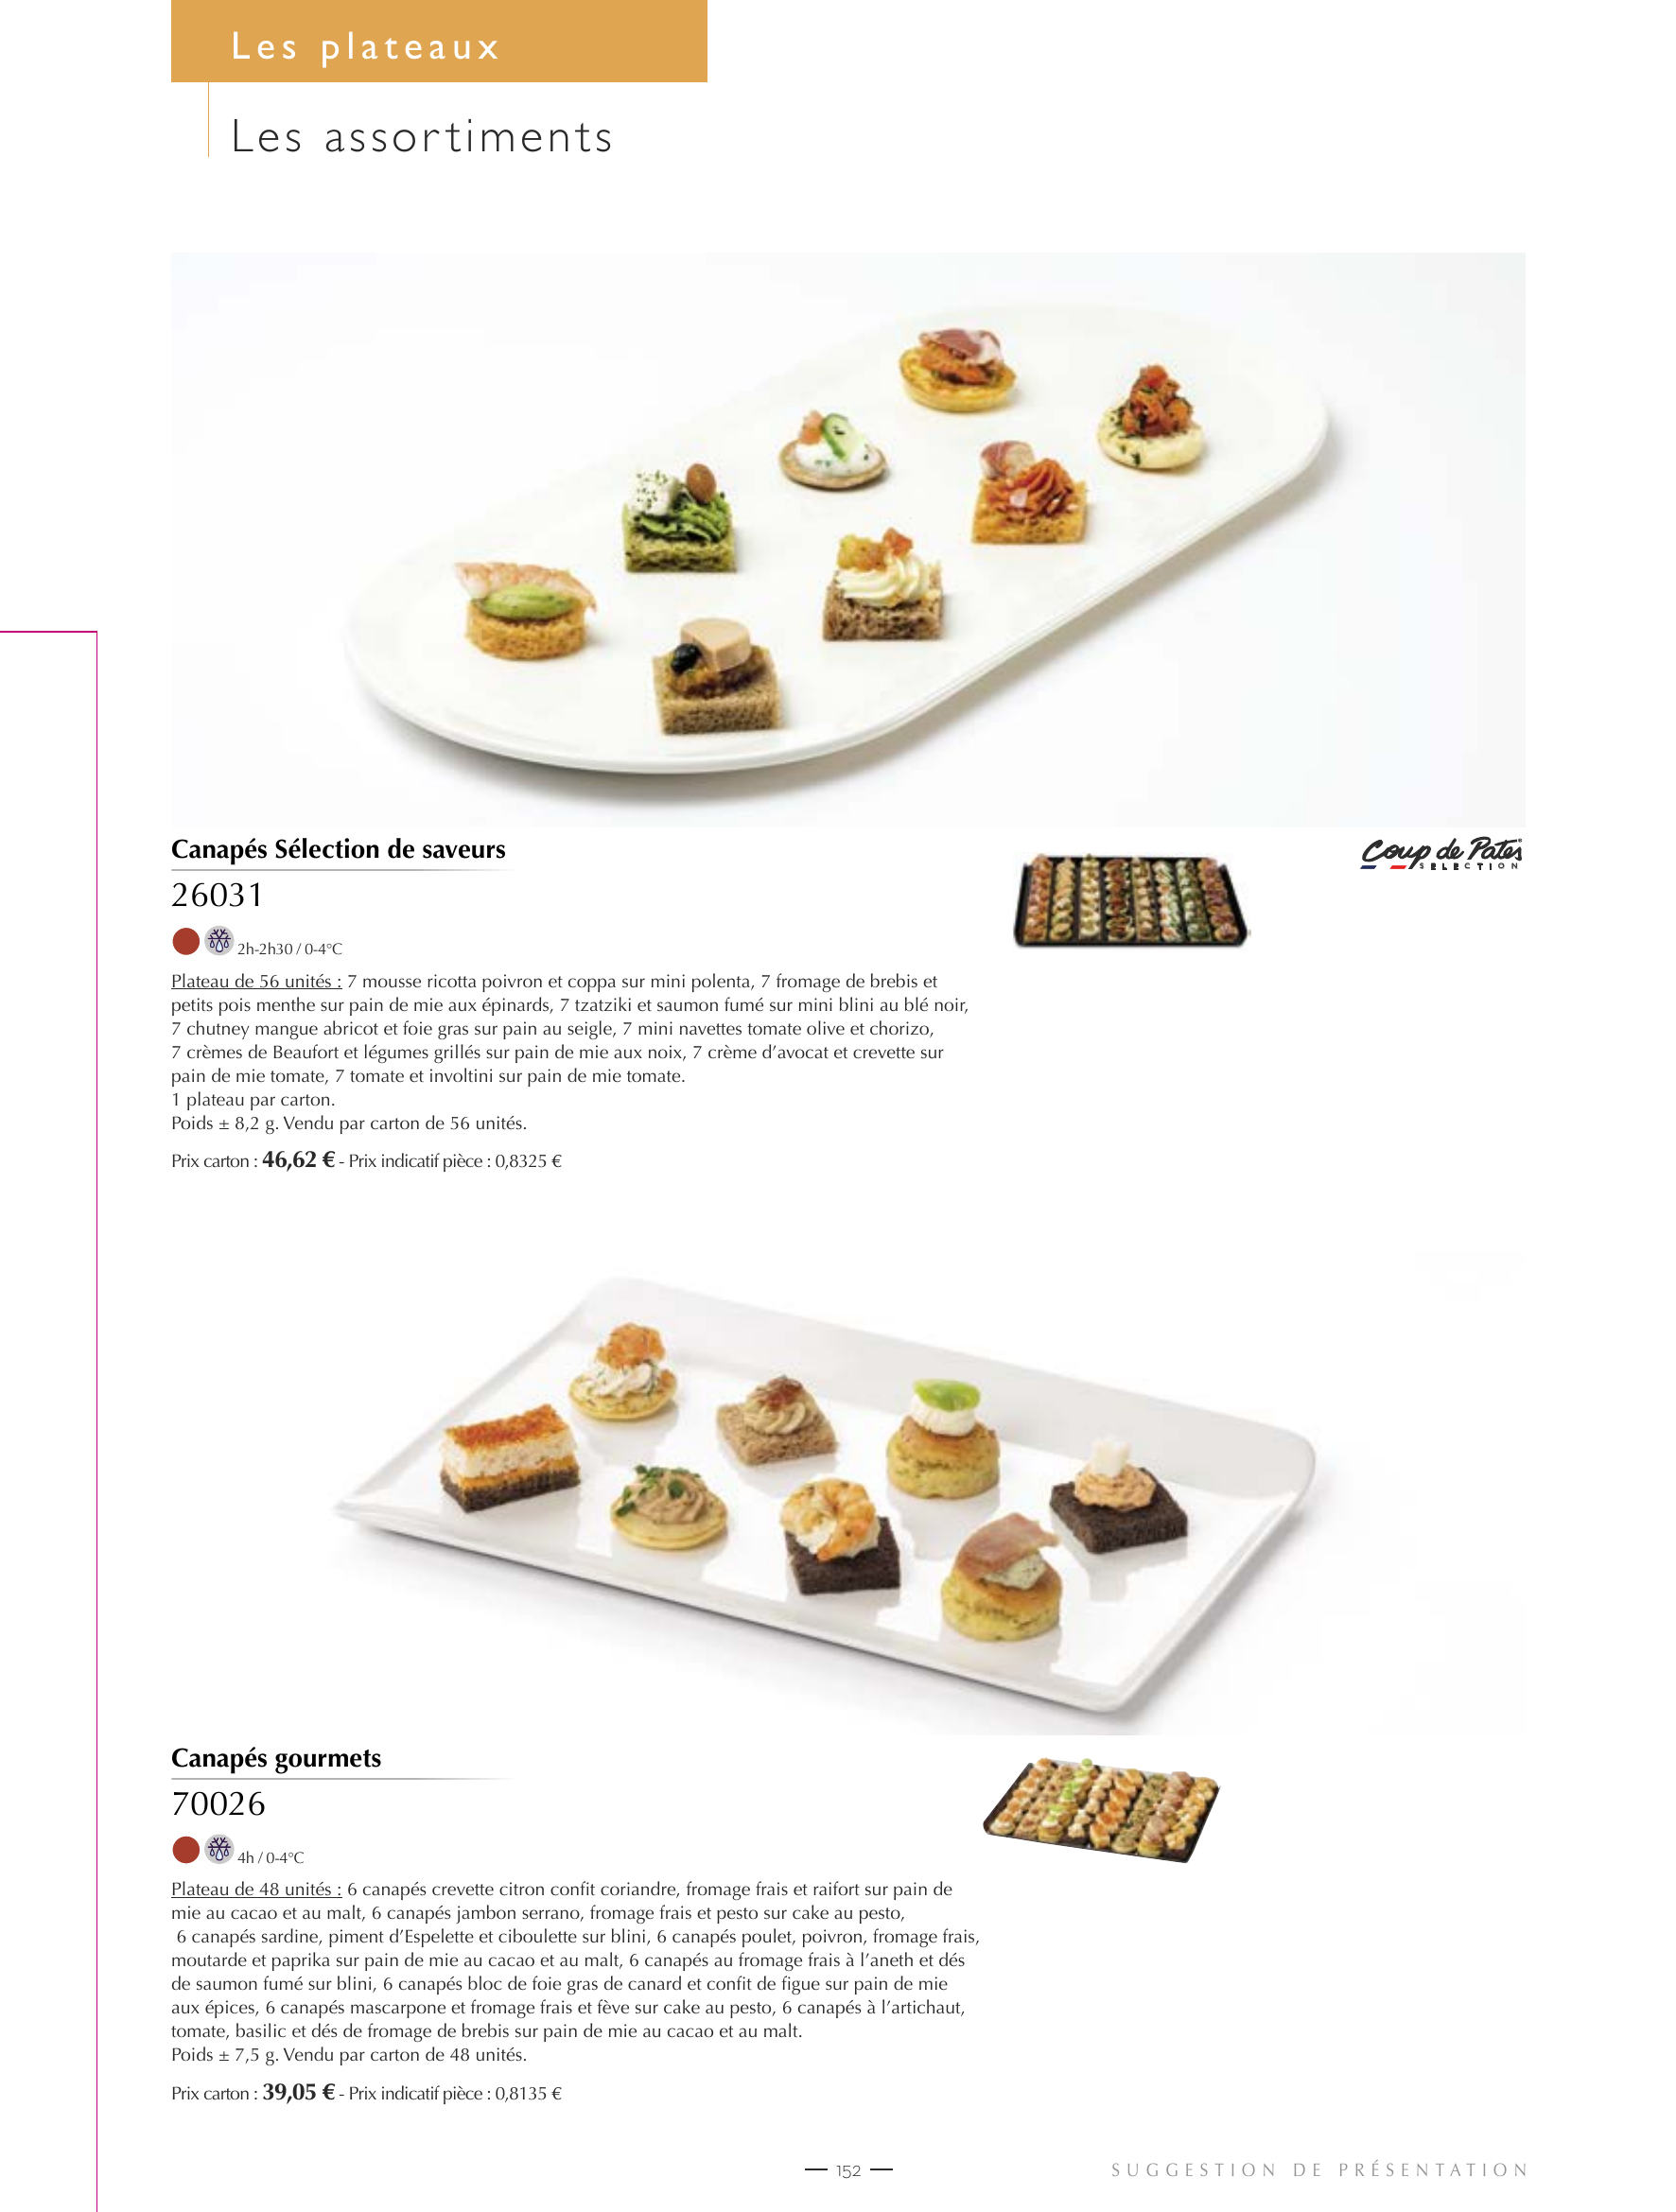 Les plateaux
Les assortiments
Canapés Sélection de saveurs
Coup de Pates
SELECTION
26031
2h-2h30 / 0-4°C
Plateau de 56 unités : 7 mousse ricotta poivron et coppa sur mini polenta, 7 fromage de brebis et
petits pois menthe sur pain de mie aux épinards, 7 tzatziki et saumon fumé sur mini blini au blé noir,
7 chutney mangue abricot et foie gras sur pain au seigle, 7 mini navettes tomate olive et chorizo,
7 crèmes de Beaufort et légumes grillés sur pain de mie aux noix, 7 crème d’avocat et crevette sur
pain de mie tomate, 7 tomate et involtini sur pain de mie tomate.
1 plateau par carton.
Poids ± 8,2 g. Vendu par carton de 56 unités.
Prix carton : 46,62 € - Prix indicatif pièce : 0,8325 €
Canapés gourmets
70026
4h / 0-4°C
Plateau de 48 unités : 6 canapés crevette citron confit coriandre, fromage frais et raifort sur pain de
mie au cacao et au malt, 6 canapés jambon serrano, fromage frais et pesto sur cake au pesto,
6 canapés sardine, piment d’Espelette et ciboulette sur blini, 6 canapés poulet, poivron, fromage frais,
moutarde et paprika sur pain de mie au cacao et au malt, 6 canapés au fromage frais à l’aneth et dés
de saumon fumé sur blini, 6 canapés bloc de foie gras de canard et confit de figue sur pain de mie
aux épices, 6 canapés mascarpone et fromage frais et fève sur cake au pesto, 6 canapés à l’artichaut,
tomate, basilic et dés de fromage de brebis sur pain de mie au cacao et au malt.
Poids ± 7,5 g. Vendu par carton de 48 unités.
Prix carton : 39,05 € - Prix indicatif pièce : 0,8135 €
152
SUGGESTION DE PRÉSENTATION